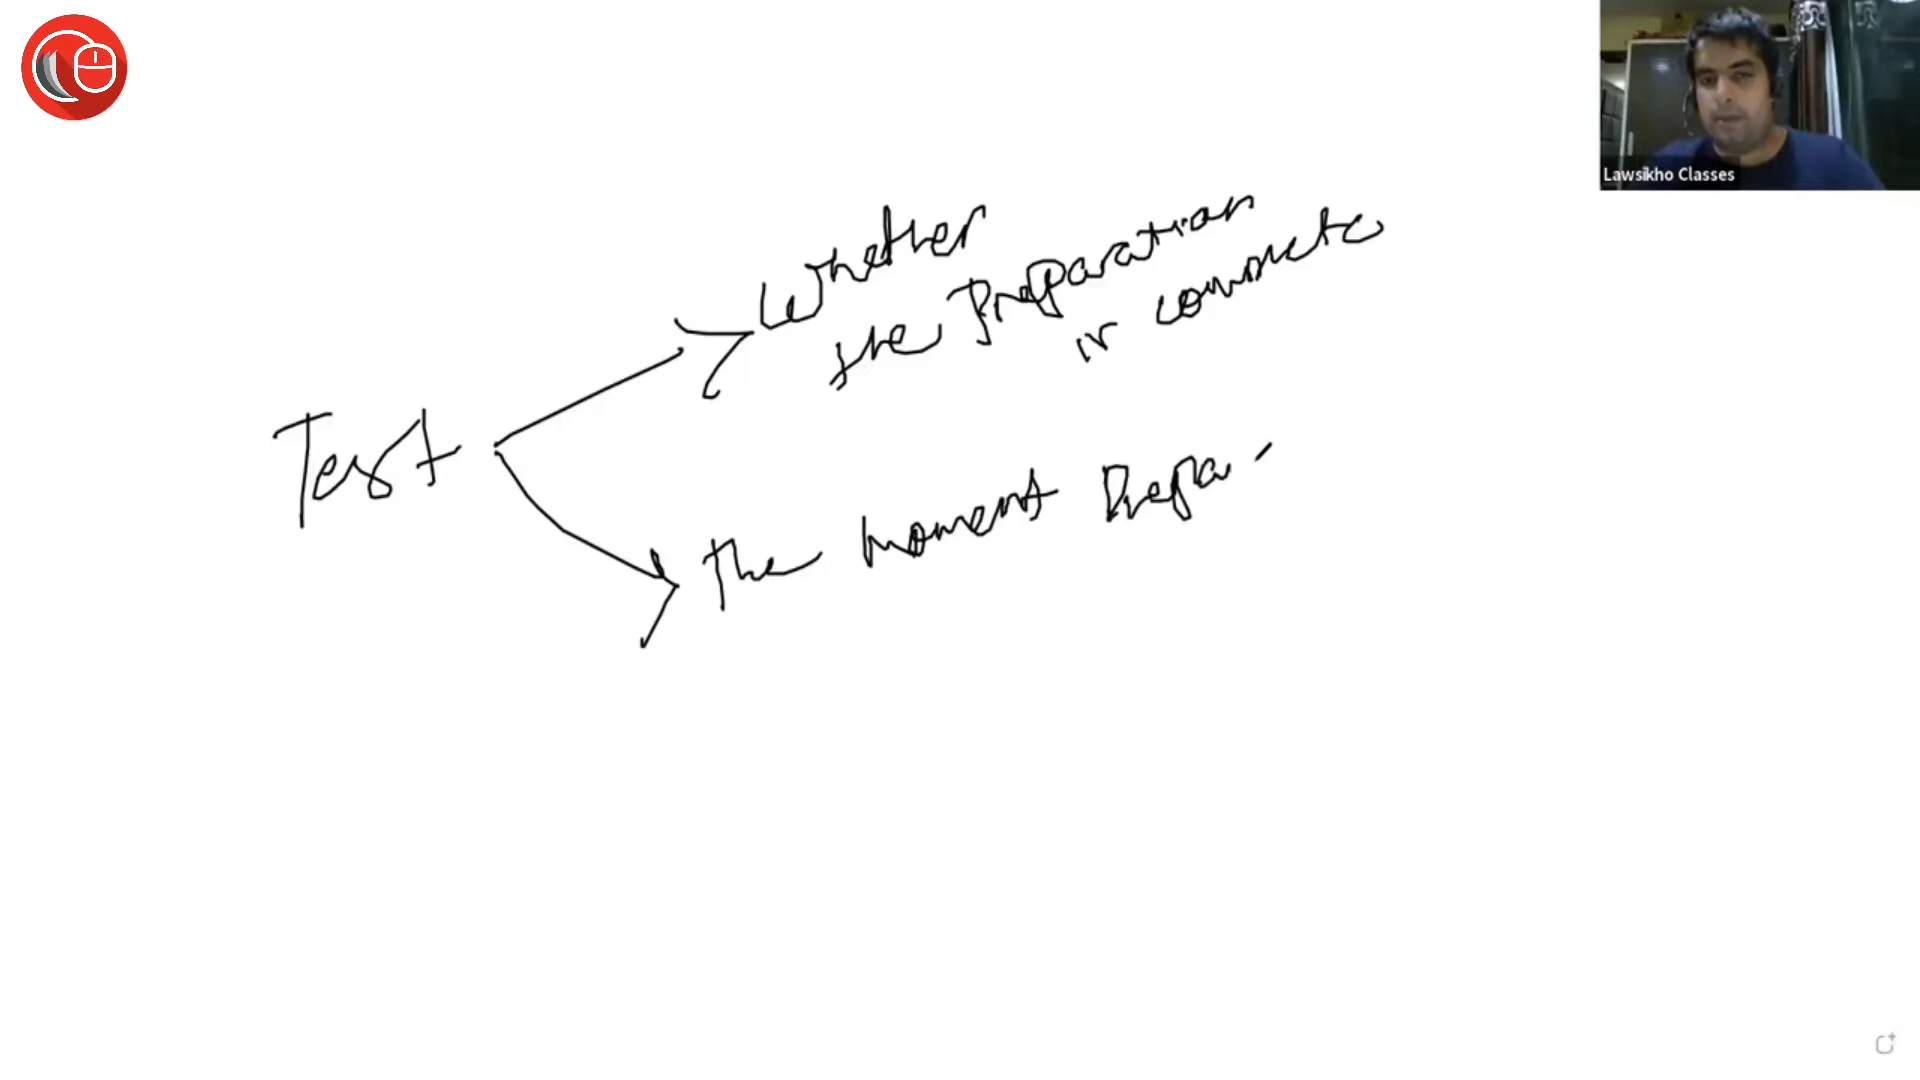 Lawsikho Classes
Whether
the Preparation
is complete
Test
The moment Prepa